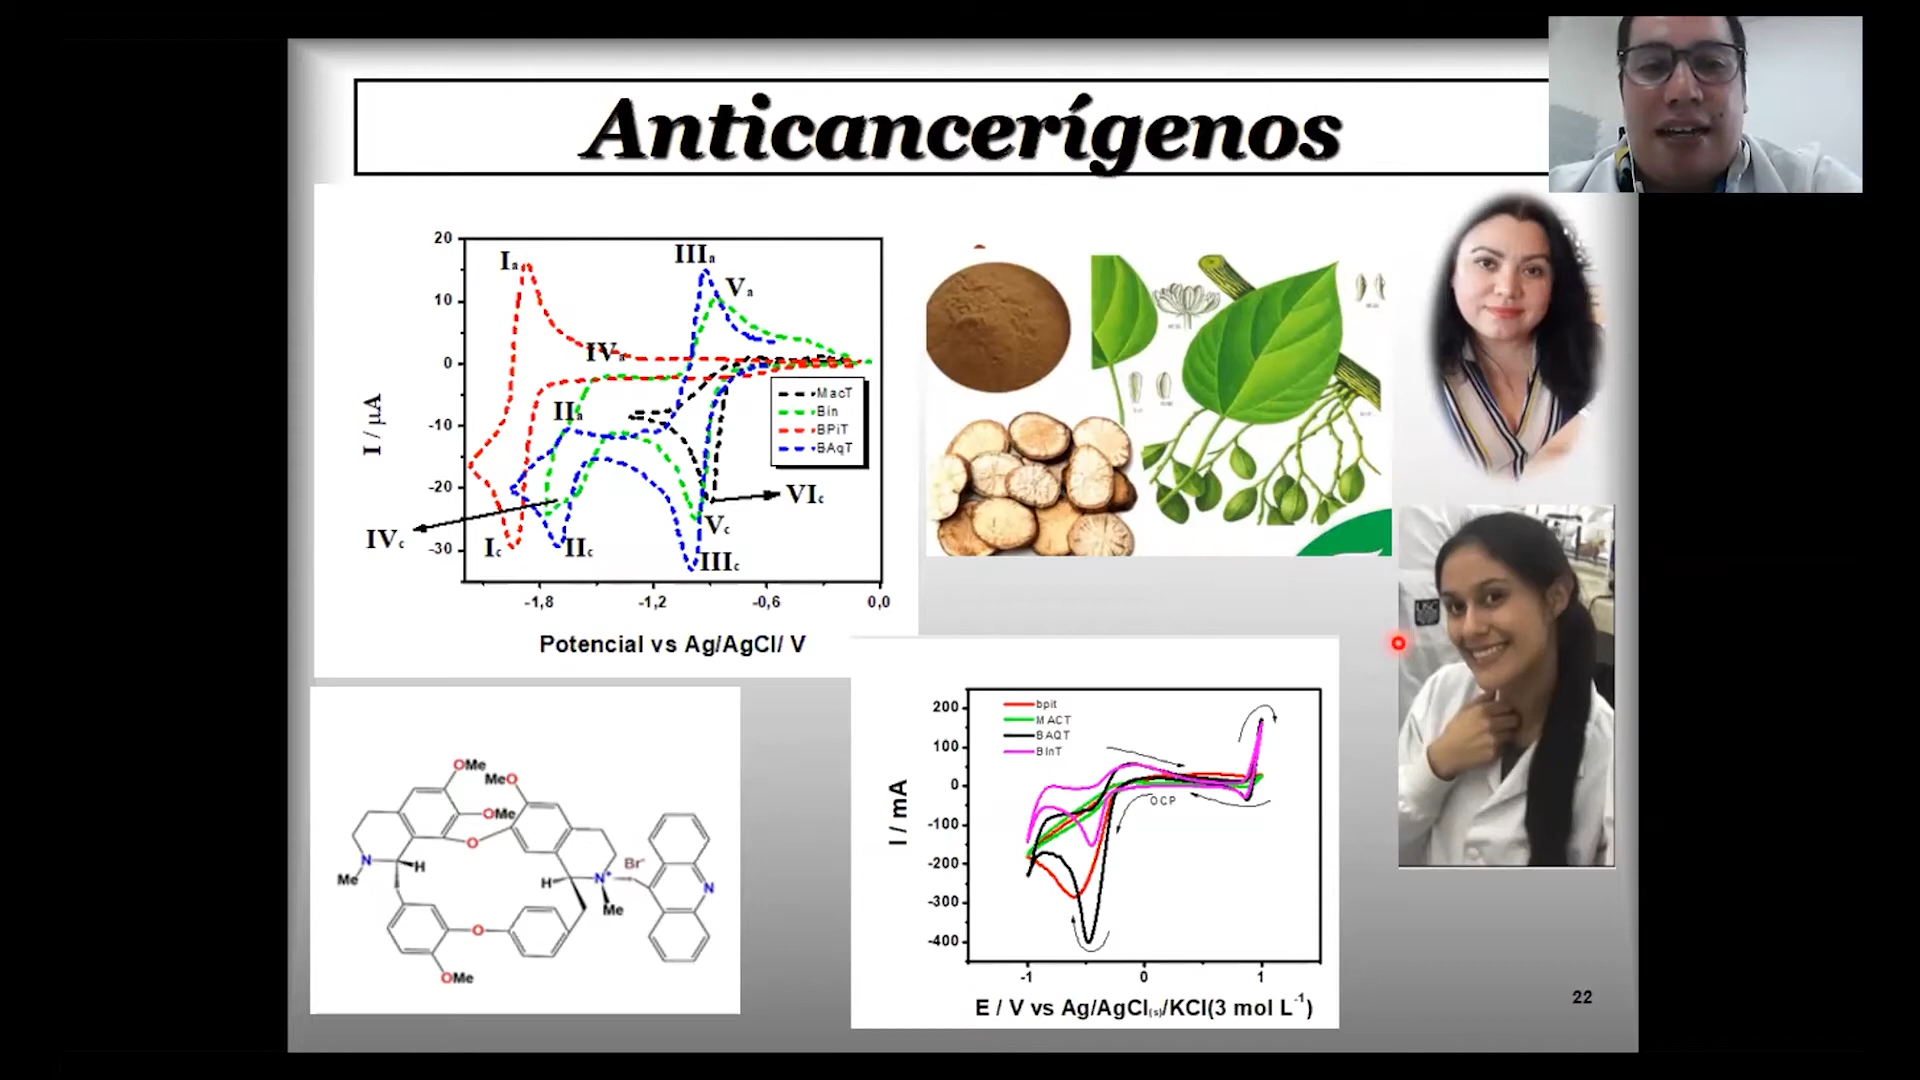 Anticancerígenos
20
10
0
-10
-20
-30
I / µA
Ia
IIIa
Va
IVa
IIa
MacT
Bin
BPiT
BAqT
VIc
Vc
IVc
Ic
IIc
IIIc
-1,8 -1,2 -0,6 0,0
Potencial vs Ag/AgCl/ V
OMe
MeO
OMe
O
N
H
Me
Br-
H
N+
Me
N
O
OMe
200
100
0
-100
-200
-300
-400
I / mA
bpit
MACT
BAQT
BInT
OCP
-1 0 1
E / V vs Ag/AgCl(s)/KCl(3 mol L-1)
USC
22